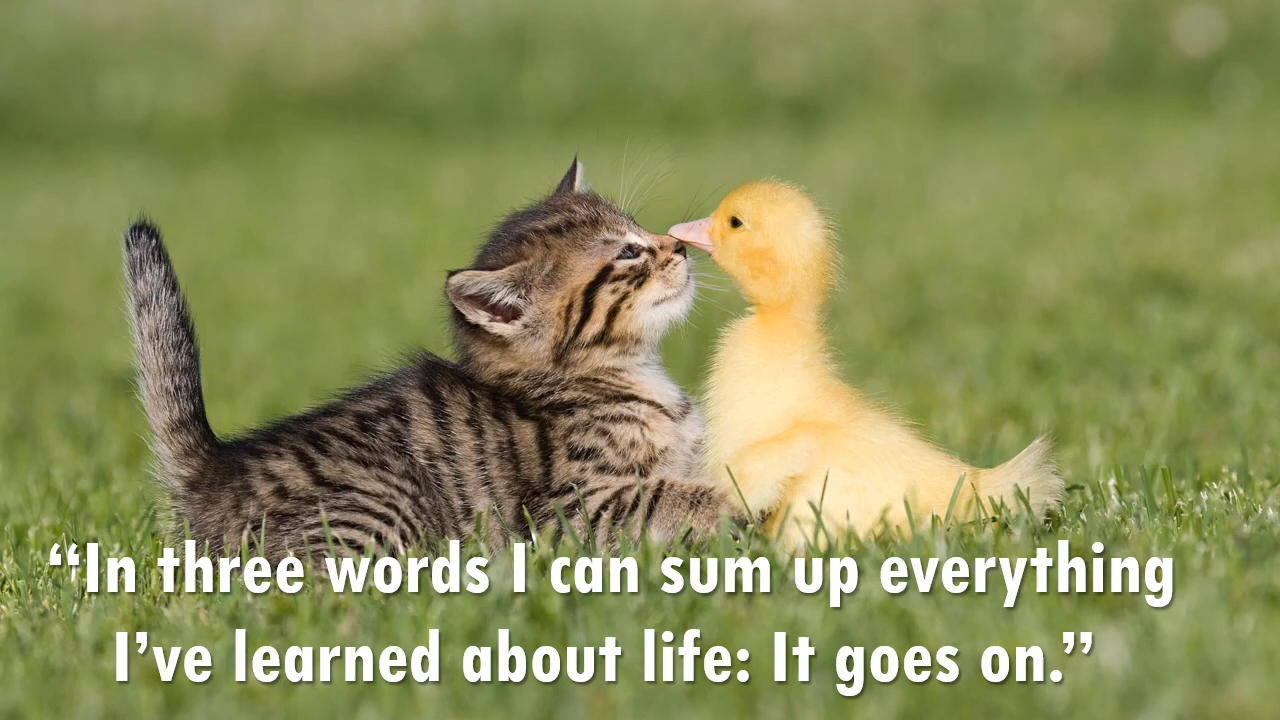 “In three words I can sum up everything
I’ve learned about life: It goes on.”